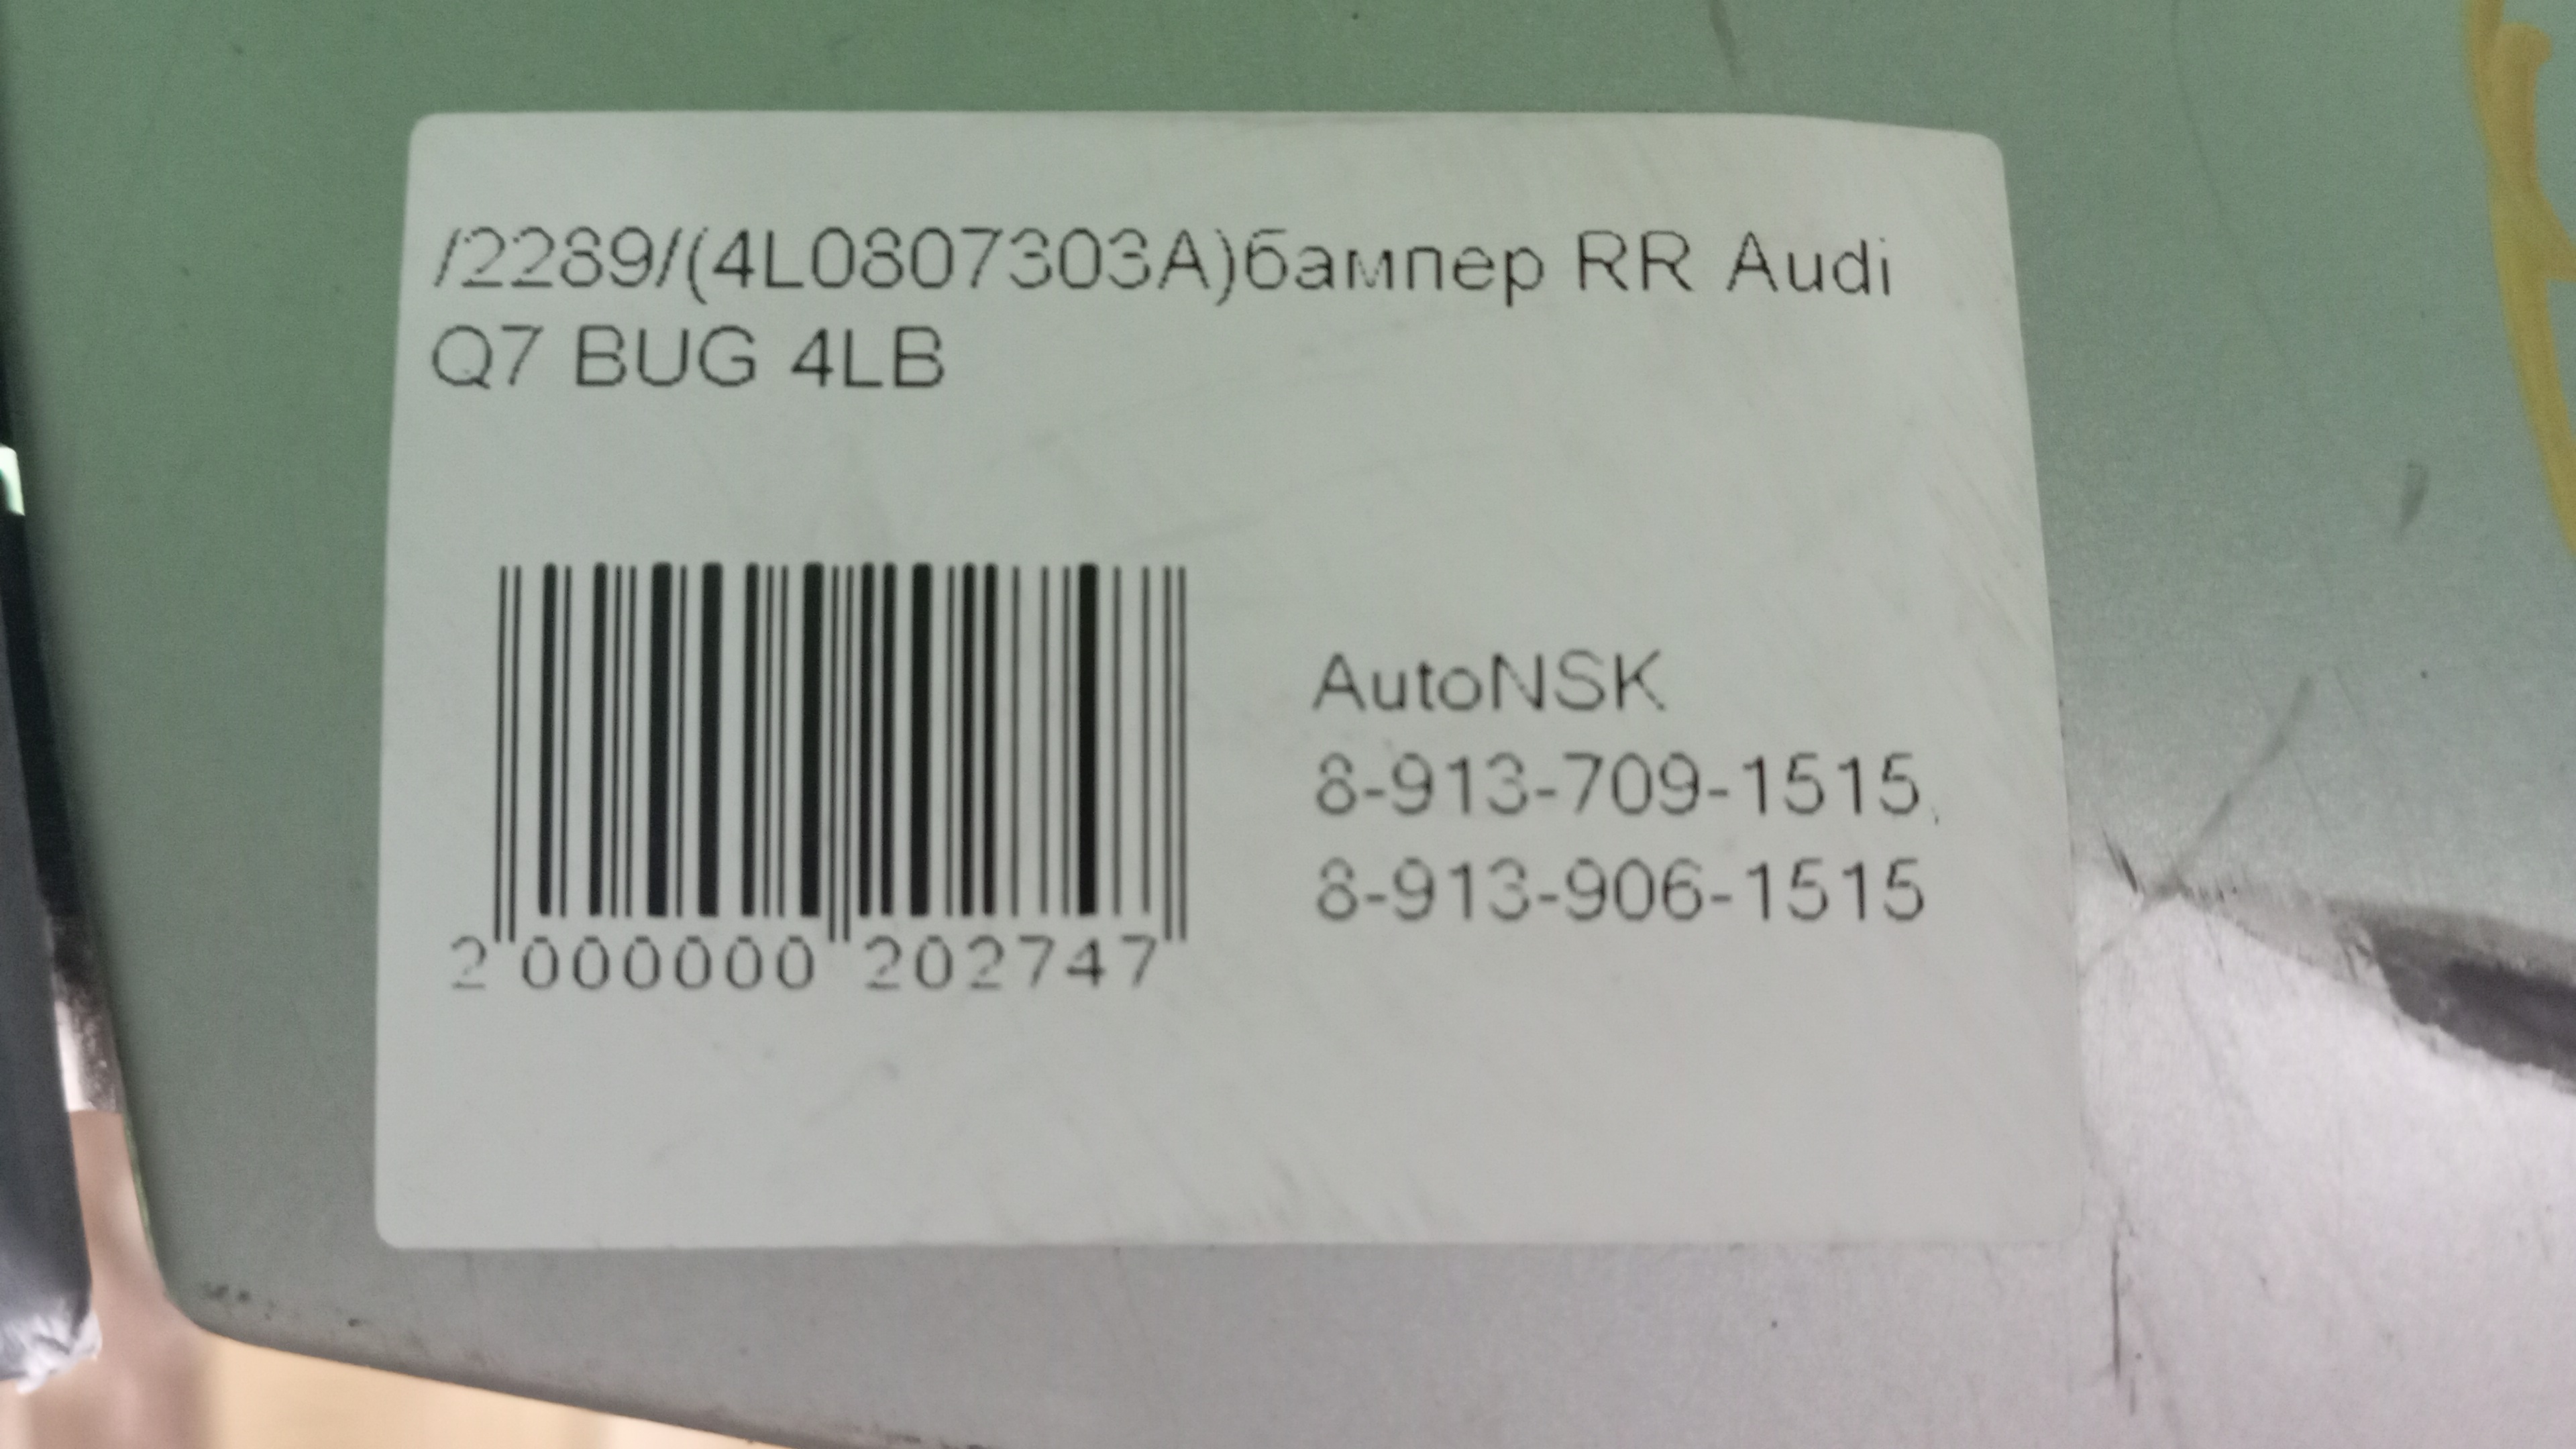 /2289/(4L0807303A)бампер RR Audi
Q7 BUG 4LB
AutoNSK
8-913-709-1515,
8-913-906-1515
2 000000 202747